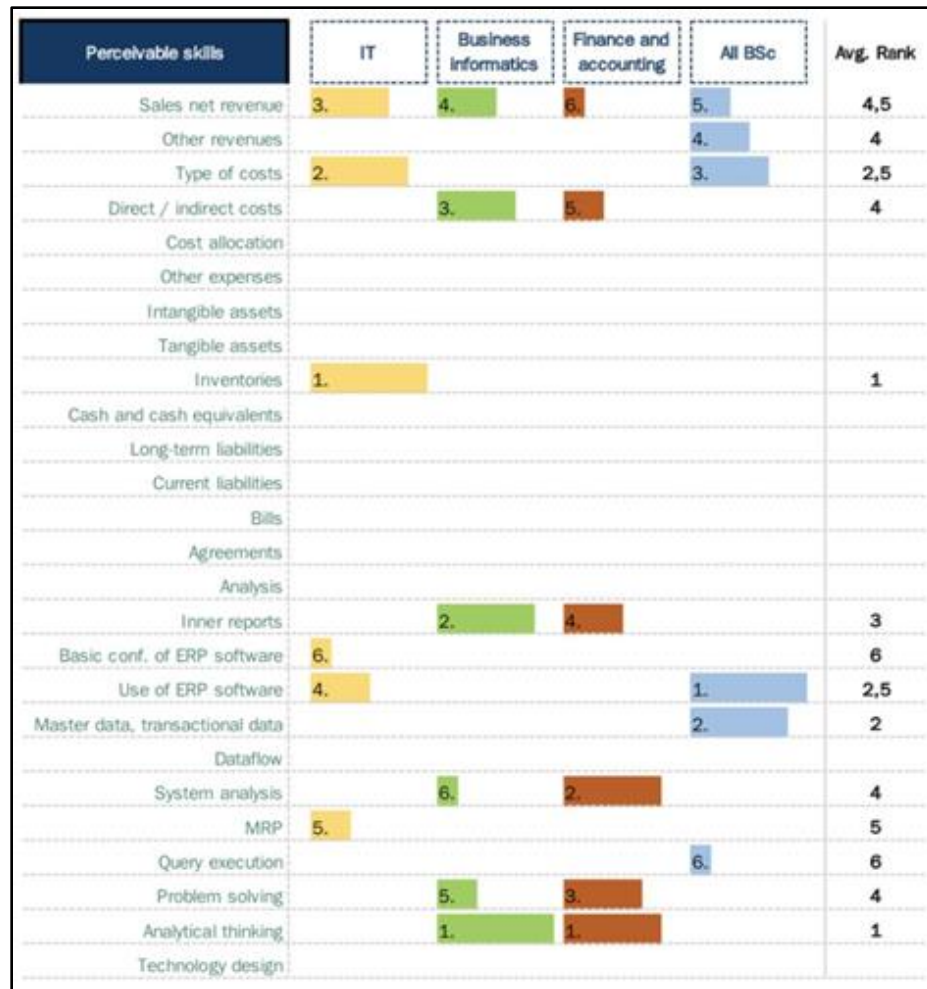 Perceivable skills IT Business informatics Finance and accounting All BSc Avg. Rank
Sales net revenue 3. 4. 6. 5. 4,5
Other revenues 4. 4
Type of costs 2. 3. 2,5
Direct / indirect costs 3. 5. 4
Cost allocation
Other expenses
Intangible assets
Tangible assets
Inventories 1. 1
Cash and cash equivalents
Long-term liabilities
Current liabilities
Bills
Agreements
Analysis
Inner reports 2. 4. 3
Basic conf. of ERP software 6. 6
Use of ERP software 4. 1. 2,5
Master data, transactional data 2. 2
Dataflow
System analysis 6. 2. 4
MRP 5. 5
Query execution 6. 6
Problem solving 5. 3. 4
Analytical thinking 1. 1. 1
Technology design